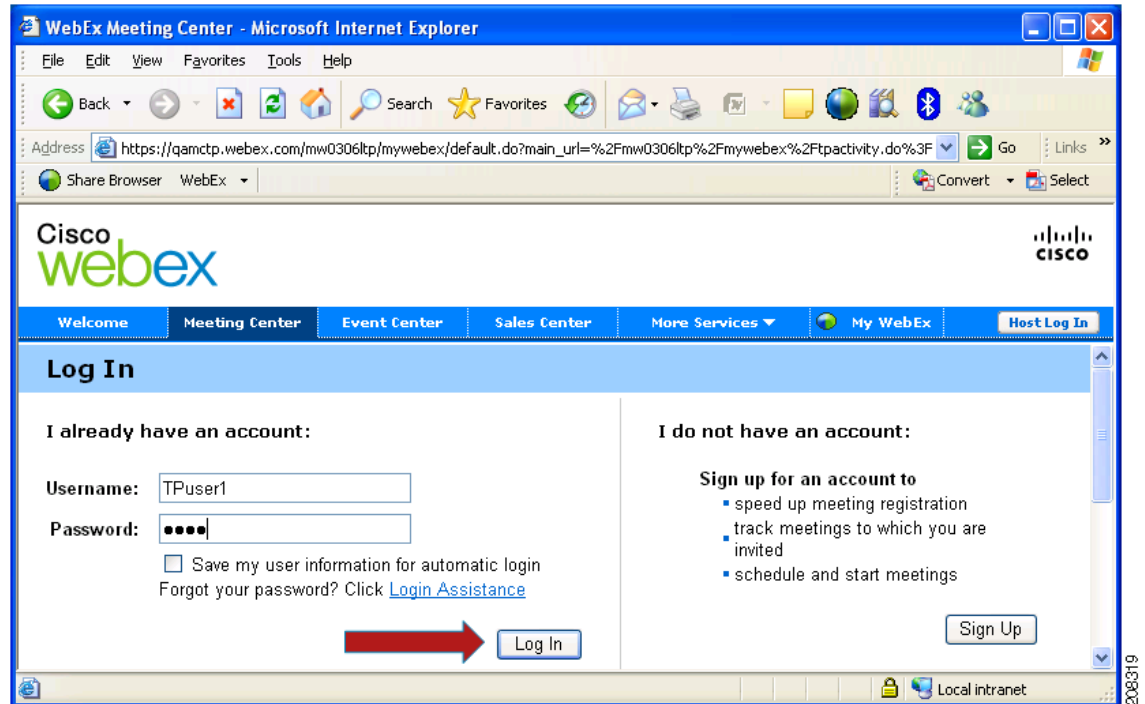 WebEx Meeting Center - Microsoft Internet Explorer
File Edit View Favorites Tools Help
Back Search Favorites
Address https://qamctp.webex.com/mw0306ltp/mywebex/default.do?main_url=%2Fmw0306ltp%2Fmywebex%2Ftpactivity.do%3F Go Links »
Share Browser WebEx Convert Select
Cisco
webex
CISCO
Welcome Meeting Center Event Center Sales Center More Services My WebEx Host Log In
Log In
I already have an account:
Username: TPuser1
Password: ••••
Save my user information for automatic login
Forgot your password? Click Login Assistance
Log In
I do not have an account:
Sign up for an account to
▪ speed up meeting registration
▪ track meetings to which you are
invited
▪ schedule and start meetings
Sign Up
Local intranet
208319